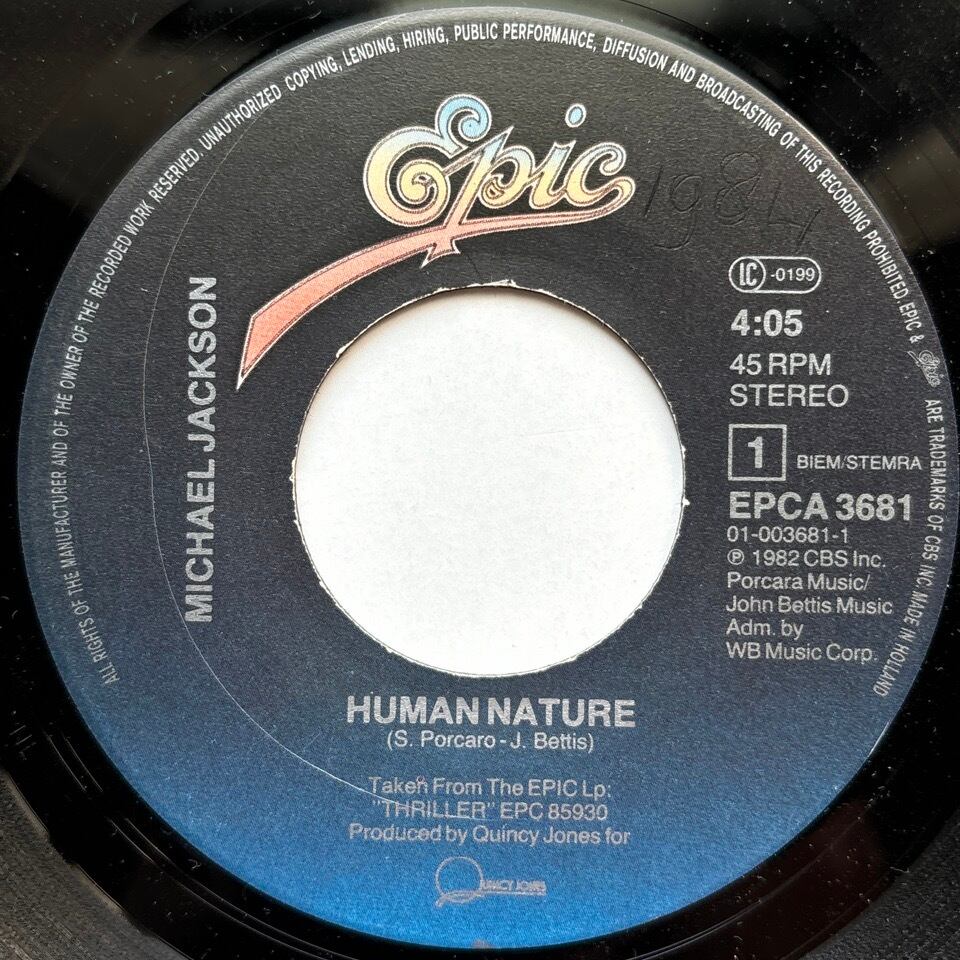 ALL RIGHTS OF THE MANUFACTURER AND OF THE OWNER OF THE RECORDED WORK RESERVED. UNAUTHORIZED COPYING, LENDING, HIRING, PUBLIC PERFORMANCE, DIFFUSION AND BROADCASTING OF THIS RECORDING PROHIBITED. EPIC & Epic ARE TRADEMARKS OF CBS INC. MADE IN HOLLAND
Epic
1984
MICHAEL JACKSON
LC -0199
4:05
45 RPM
STEREO
1 BIEM/STEMRA
EPCA 3681
01-003681-1
℗ 1982 CBS Inc.
Porcara Music/
John Bettis Music
Adm. by
WB Music Corp.
HUMAN NATURE
(S. Porcaro - J. Bettis)
Taken From The EPIC Lp:
"THRILLER" EPC 85930
Produced by Quincy Jones for
QUINCY JONES